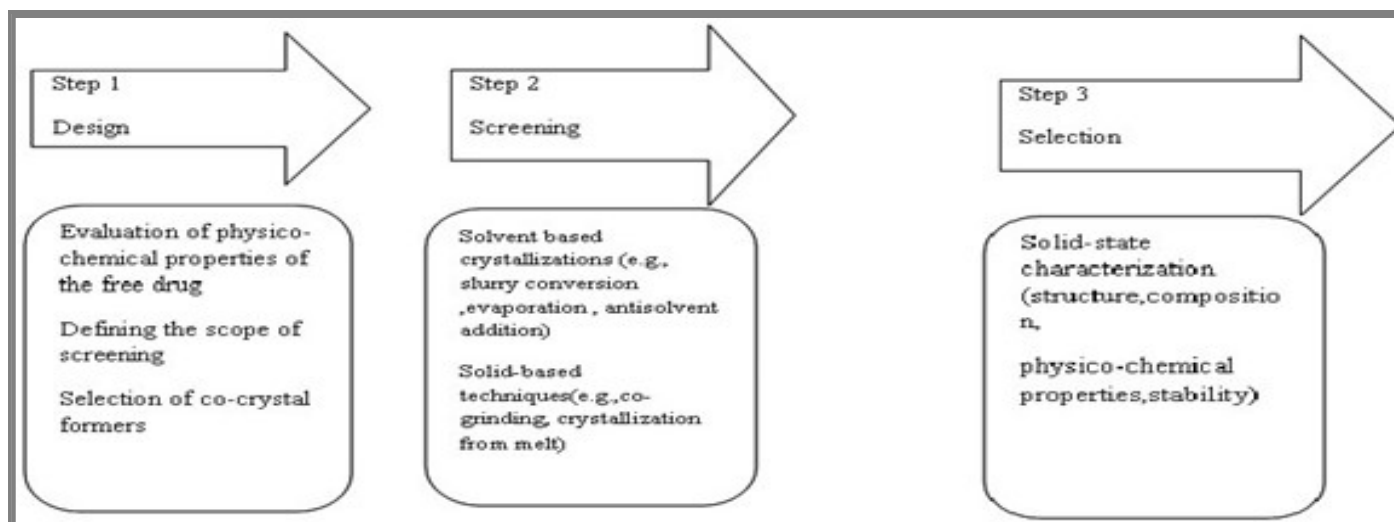 Step 1
Design
Step 2
Screening
Step 3
Selection
Evaluation of physico-
chemical properties of
the free drug
Defining the scope of
screening
Selection of co-crystal
formers
Solvent based
crystallizations (e.g.,
slurry conversion
,evaporation , antisolvent
addition)
Solid-based
techniques(e.g.,co-
grinding, crystallization
from melt)
Solid-state
characterization
(structure,compositio
n,
physico-chemical
properties,stability)